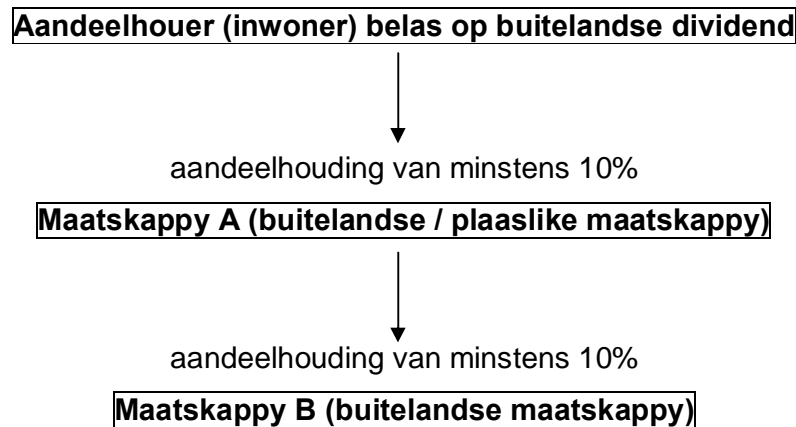 Aandeelhouer (inwoner) belas op buitelandse dividend
aandeelhouding van minstens 10%
Maatskappy A (buitelandse / plaaslike maatskappy)
aandeelhouding van minstens 10%
Maatskappy B (buitelandse maatskappy)